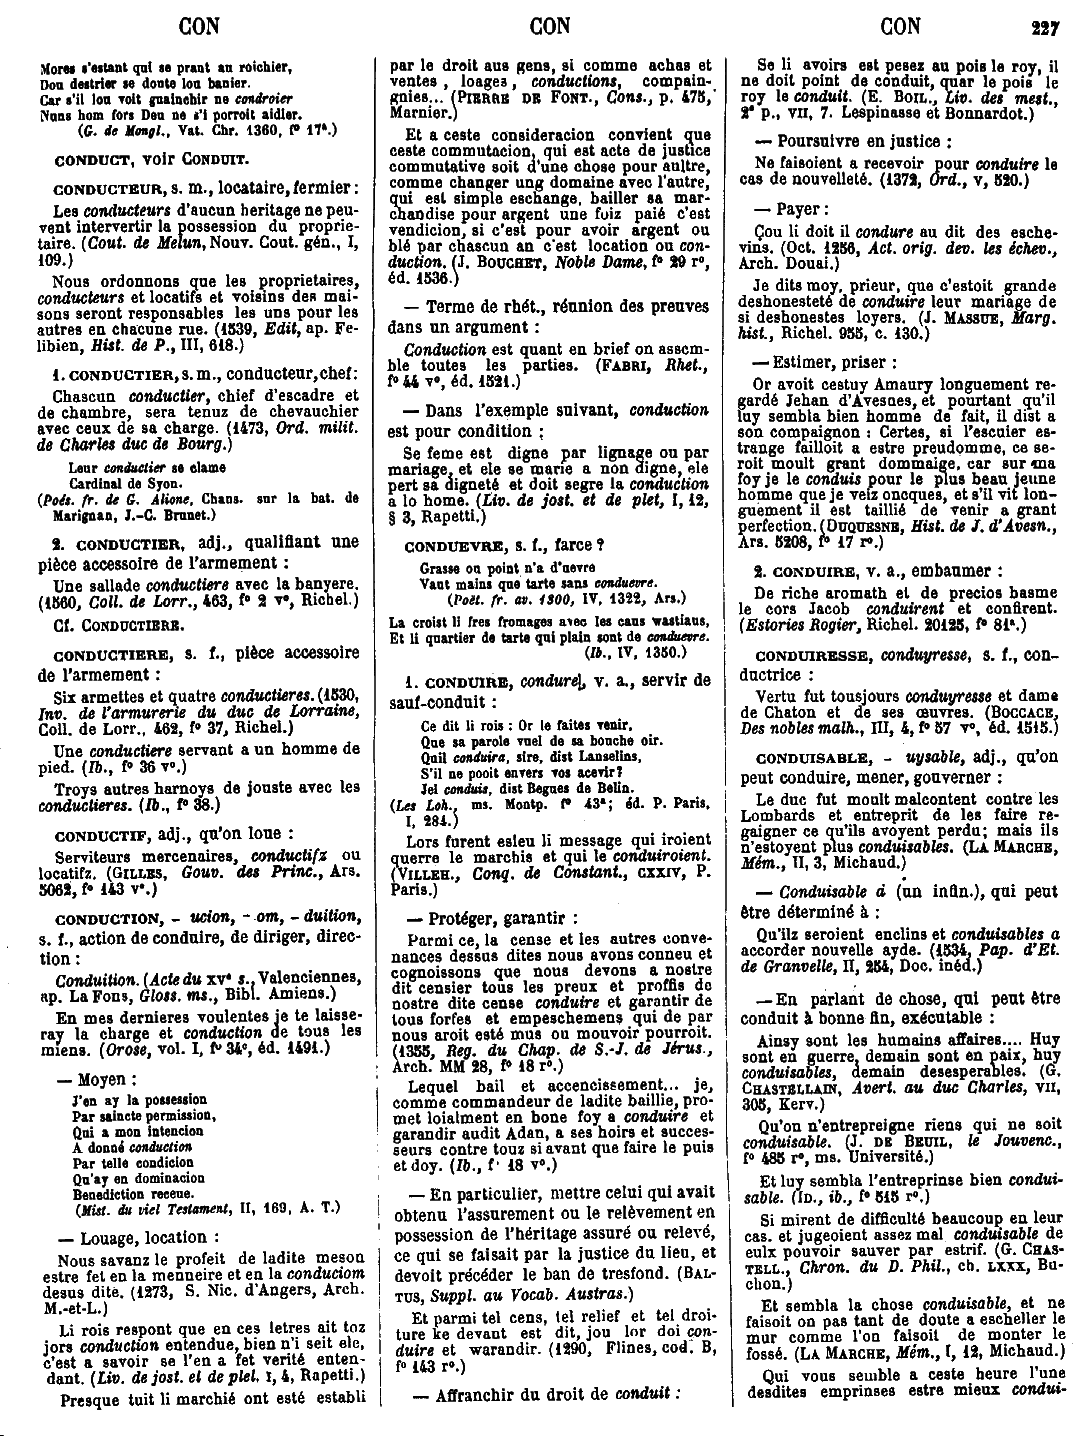 CON CON CON 227
Mores s'estant qui se prant au roichier,
Dou destrier se donte lou banier.
Car s'il lou voit guainchir ne condroier
Nuns hom fors Deu ne s'i porroit aidier.
(G. de Mongl., Vat. Chr. 1360, f° 17ᵃ.)
CONDUCT, voir CONDUIT.
CONDUCTEUR, s. m., locataire, fermier :
Les conducteurs d'aucun heritage ne peu-
vent intervertir la possession du proprie-
taire. (Cout. de Melun, Nouv. Cout. gén., I,
109.)
Nous ordonnons que les proprietaires,
conducteurs et locatifs et voisins des mai-
sons seront responsables les uns pour les
autres en chacune rue. (1539, Edit, ap. Fe-
libien, Hist. de P., III, 618.)
1. CONDUCTIER, s. m., conducteur, chef :
Chascun conductier, chief d'escadre et
de chambre, sera tenuz de chevauchier
avec ceux de sa charge. (1473, Ord. milit.
de Charles duc de Bourg.)
Leur conductier se clame
Cardinal de Syon.
(Poés. fr. de G. Alione, Chans. sur la bat. de
Marignan, J.-C. Brunet.)
2. CONDUCTIER, adj., qualifiant une
pièce accessoire de l'armement :
Une sallade conductiere avec la banyere.
(1560, Coll. de Lorr., 463, f° 2 v°, Richel.)
Cf. CONDUCTIERE.
CONDUCTIERE, s. f., pièce accessoire
de l'armement :
Six armettes et quatre conductieres. (1530,
Inv. de l'armurerie du duc de Lorraine,
Coll. de Lorr., 462, f° 37, Richel.)
Une conductiere servant a un homme de
pied. (Ib., f° 36 v°.)
Troys autres harnoys de jouste avec les
conductieres. (Ib., f° 38.)
CONDUCTIF, adj., qu'on loue :
Serviteurs mercenaires, conductifz ou
locatifz. (GILLES, Gouv. des Princ., Ars.
5062, f° 143 v°.)
CONDUCTION, - ucion, - om, - duition,
s. f., action de conduire, de diriger, direc-
tion :
Conduition. (Acte du XVᵉ s., Valenciennes,
ap. La Fons, Gloss. ms., Bibl. Amiens.)
En mes dernieres voulentes je te laisse-
ray la charge et conduction de tous les
miens. (Orose, vol. I, f° 34ᶜ, éd. 1491.)
— Moyen :
J'en ay la possession
Par saincte permission,
Qui a mon intencion
A donné conduction
Par telle condicion
Qu'ay en dominacion
Benediction receue.
(Mist. du viel Testament, II, 169, A. T.)
— Louage, location :
Nous savanz le profeit de ladite meson
estre fet en la menneire et en la conduciom
desus dite. (1273, S. Nic. d'Angers, Arch.
M.-et-L.)
Li rois respont que en ces letres ait toz
jors conduction entendue, bien n'i seit ele,
c'est a savoir se l'en a fet verité enten-
dant. (Liv. de jost. et de plet, I, 4, Rapetti.)
Presque tuit li marchié ont esté establi
par le droit aus gens, si comme achas et
ventes, loages, conductions, compain-
gnies... (PIERRE DE FONT., Cons., p. 475,
Marnier.)
Et a ceste consideracion convient que
ceste commutacion, qui est acte de justice
commutative soit d'une chose pour aultre,
comme changer ung domaine avec l'autre,
qui est simple eschange, bailler sa mar-
chandise pour argent une fuiz paié c'est
vendicion, si c'est pour avoir argent ou
blé par chascun an c'est location ou con-
duction. (J. BOUCHET, Noble Dame, f° 29 r°,
éd. 1536.)
— Terme de rhét., réunion des preuves
dans un argument :
Conduction est quant en brief on assem-
ble toutes les parties. (FABRI, Rhet.,
f° 44 v°, éd. 1521.)
— Dans l'exemple suivant, conduction
est pour condition :
Se feme est digne par lignage ou par
mariage, et ele se marie a non digne, ele
pert sa digneté et doit segre la conduction
a lo home. (Liv. de jost. et de plet, I, 12,
§ 3, Rapetti.)
CONDUEVRE, s. f., farce ?
Grasse ou point n'a d'uevre
Vaut mains que tarte sans conduevre.
(Poët. fr. av. 1300, IV, 1322, Ars.)
La croist li fres fromages avec les caus wastiaus,
Et li quartier de tarte qui plain sont de conduevre.
(Ib., IV, 1350.)
1. CONDUIRE, condure, v. a., servir de
sauf-conduit :
Ce dit li rois : Or le faites venir,
Que sa parole vuel de sa bouche oir.
Quil conduira, sire, dist Lanselins,
S'il ne pooit envers vos acevir ?
Jel conduis, dist Begues de Belin.
(Les Loh., ms. Montp. f° 43ᵃ; éd. P. Paris,
I, 284.)
Lors furent esleu li message qui iroient
querre le marchis et qui le conduiroient.
(VILLEH., Conq. de Constant., CXXIV, P.
Paris.)
— Protéger, garantir :
Parmi ce, la cense et les autres conve-
nances dessus dites nous avons conneu et
cognoissons que nous devons a nostre
dit censier tous les preux et proffis de
nostre dite cense conduire et garantir de
tous forfes et empeschemens qui de par
nous aroit esté mus ou mouvoir pourroit.
(1355, Reg. du Chap. de S.-J. de Jérus.,
Arch. MM 28, f° 18 r°.)
Lequel bail et accencissement... je,
comme commandeur de ladite baillie, pro-
met loialment en bone foy a conduire et
garandir audit Adan, a ses hoirs et succes-
seurs contre touz si avant que faire le puis
et doy. (Ib., f° 18 v°.)
— En particulier, mettre celui qui avait
obtenu l'assurement ou le relèvement en
possession de l'héritage assuré ou relevé,
ce qui se faisait par la justice du lieu, et
devoit précéder le ban de tresfond. (BAL-
TUS, Suppl. au Vocab. Austras.)
Et parmi tel cens, tel relief et tel droi-
ture ke devant est dit, jou lor doi con-
duire et warandir. (1290, Flines, cod. B,
f° 143 r°.)
— Affranchir du droit de conduit :
Se li avoirs est pesez au pois le roy, il
ne doit point de conduit, quar le pois le
roy le conduit. (E. BOIL., Liv. des mest.,
2ᵉ p., VII, 7. Lespinasse et Bonnardot.)
— Poursuivre en justice :
Ne faisoient a recevoir pour conduire le
cas de nouvelleté. (1372, Ord., V, 520.)
— Payer :
Çou li doit il condure au dit des esche-
vins. (Oct. 1256, Act. orig. dev. les échev.,
Arch. Douai.)
Je dits moy, prieur, que c'estoit grande
deshonesteté de conduire leur mariage de
si deshonestes loyers. (J. MASSUE, Marg.
hist., Richel. 955, c. 130.)
— Estimer, priser :
Or avoit cestuy Amaury longuement re-
gardé Jehan d'Avesnes, et pourtant qu'il
luy sembla bien homme de fait, il dist a
son compaignon : Certes, si l'escuier es-
trange failloit a estre preudomme, ce se-
roit moult grant dommaige, car sur ma
foy je le conduis pour le plus beau jeune
homme que je veiz oncques, et s'il vit lon-
guement il est taillié de venir a grant
perfection. (DUQUESNE, Hist. de J. d'Avesn.,
Ars. 5208, f° 17 r°.)
2. CONDUIRE, v. a., embaumer :
De riche aromath et de precios basme
le cors Jacob conduirent et confirent.
(Estories Rogier, Richel. 20125, f° 81ᵃ.)
CONDUIRESSE, conduyresse, s. f., con-
ductrice :
Vertu fut tousjours conduyresse et dame
de Chaton et de ses œuvres. (BOCCACE,
Des nobles malh., III, 4, f° 57 v°, éd. 1515.)
CONDUISABLE, - uysable, adj., qu'on
peut conduire, mener, gouverner :
Le duc fut moult malcontent contre les
Lombards et entreprit de les faire re-
gaigner ce qu'ils avoyent perdu; mais ils
n'estoyent plus conduisables. (LA MARCHE,
Mém., II, 3, Michaud.)
— Conduisable à (un infin.), qui peut
être déterminé à :
Qu'ilz seroient enclins et conduisables a
accorder nouvelle ayde. (1534, Pap. d'Et.
de Granvelle, II, 254, Doc. inéd.)
— En parlant de chose, qui peut être
conduit à bonne fin, exécutable :
Ainsy sont les humains affaires.... Huy
sont en guerre, demain sont en paix, huy
conduisables, demain desesperables. (G.
CHASTELLAIN, Avert. au duc Charles, VII,
305, Kerv.)
Qu'on n'entrepreigne riens qui ne soit
conduisable. (J. DE BEUIL, le Jouvenc.,
f° 485 r°, ms. Université.)
Et luy sembla l'entreprinse bien condui-
sable. (ID., ib., f° 515 r°.)
Si mirent de difficulté beaucoup en leur
cas. et jugeoient assez mal conduisable de
eulx pouvoir sauver par estrif. (G. CHAS-
TELL., Chron. du D. Phil., ch. LXXX, Bu-
chon.)
Et sembla la chose conduisable, et ne
faisoit on pas tant de doute a escheller le
mur comme l'on faisoit de monter le
fossé. (LA MARCHE, Mém., I, 12, Michaud.)
Qui vous semble a ceste heure l'une
desdites emprinses estre mieux condui-